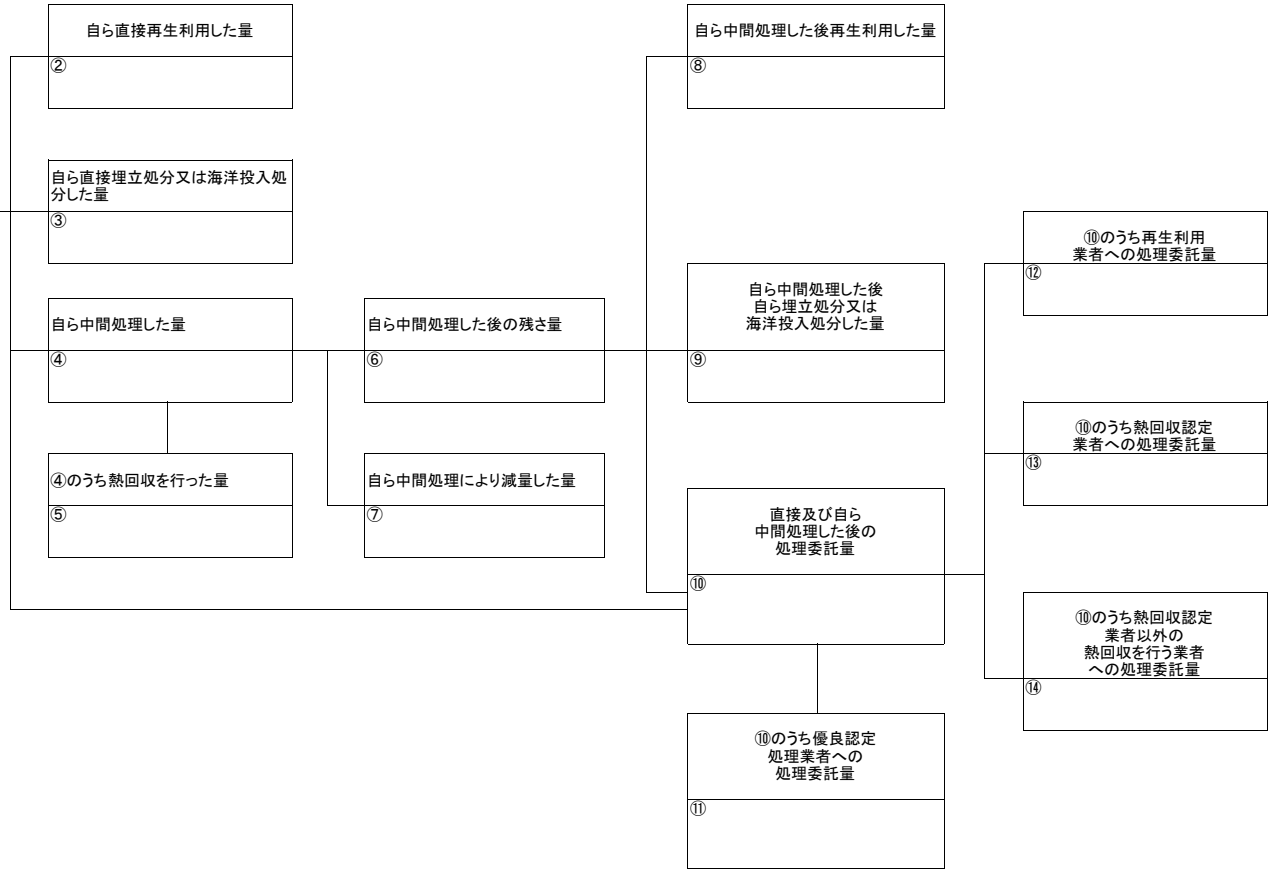 自ら直接再生利用した量
②
自ら直接埋立処分又は海洋投入処
分した量
③
自ら中間処理した量
④
④のうち熱回収を行った量
⑤
自ら中間処理した後の残さ量
⑥
自ら中間処理により減量した量
⑦
自ら中間処理した後再生利用した量
⑧
自ら中間処理した後
自ら埋立処分又は
海洋投入処分した量
⑨
直接及び自ら
中間処理した後の
処理委託量
⑩
⑩のうち優良認定
処理業者への
処理委託量
⑪
⑩のうち再生利用
業者への処理委託量
⑫
⑩のうち熱回収認定
業者への処理委託量
⑬
⑩のうち熱回収認定
業者以外の
熱回収を行う業者
への処理委託量
⑭